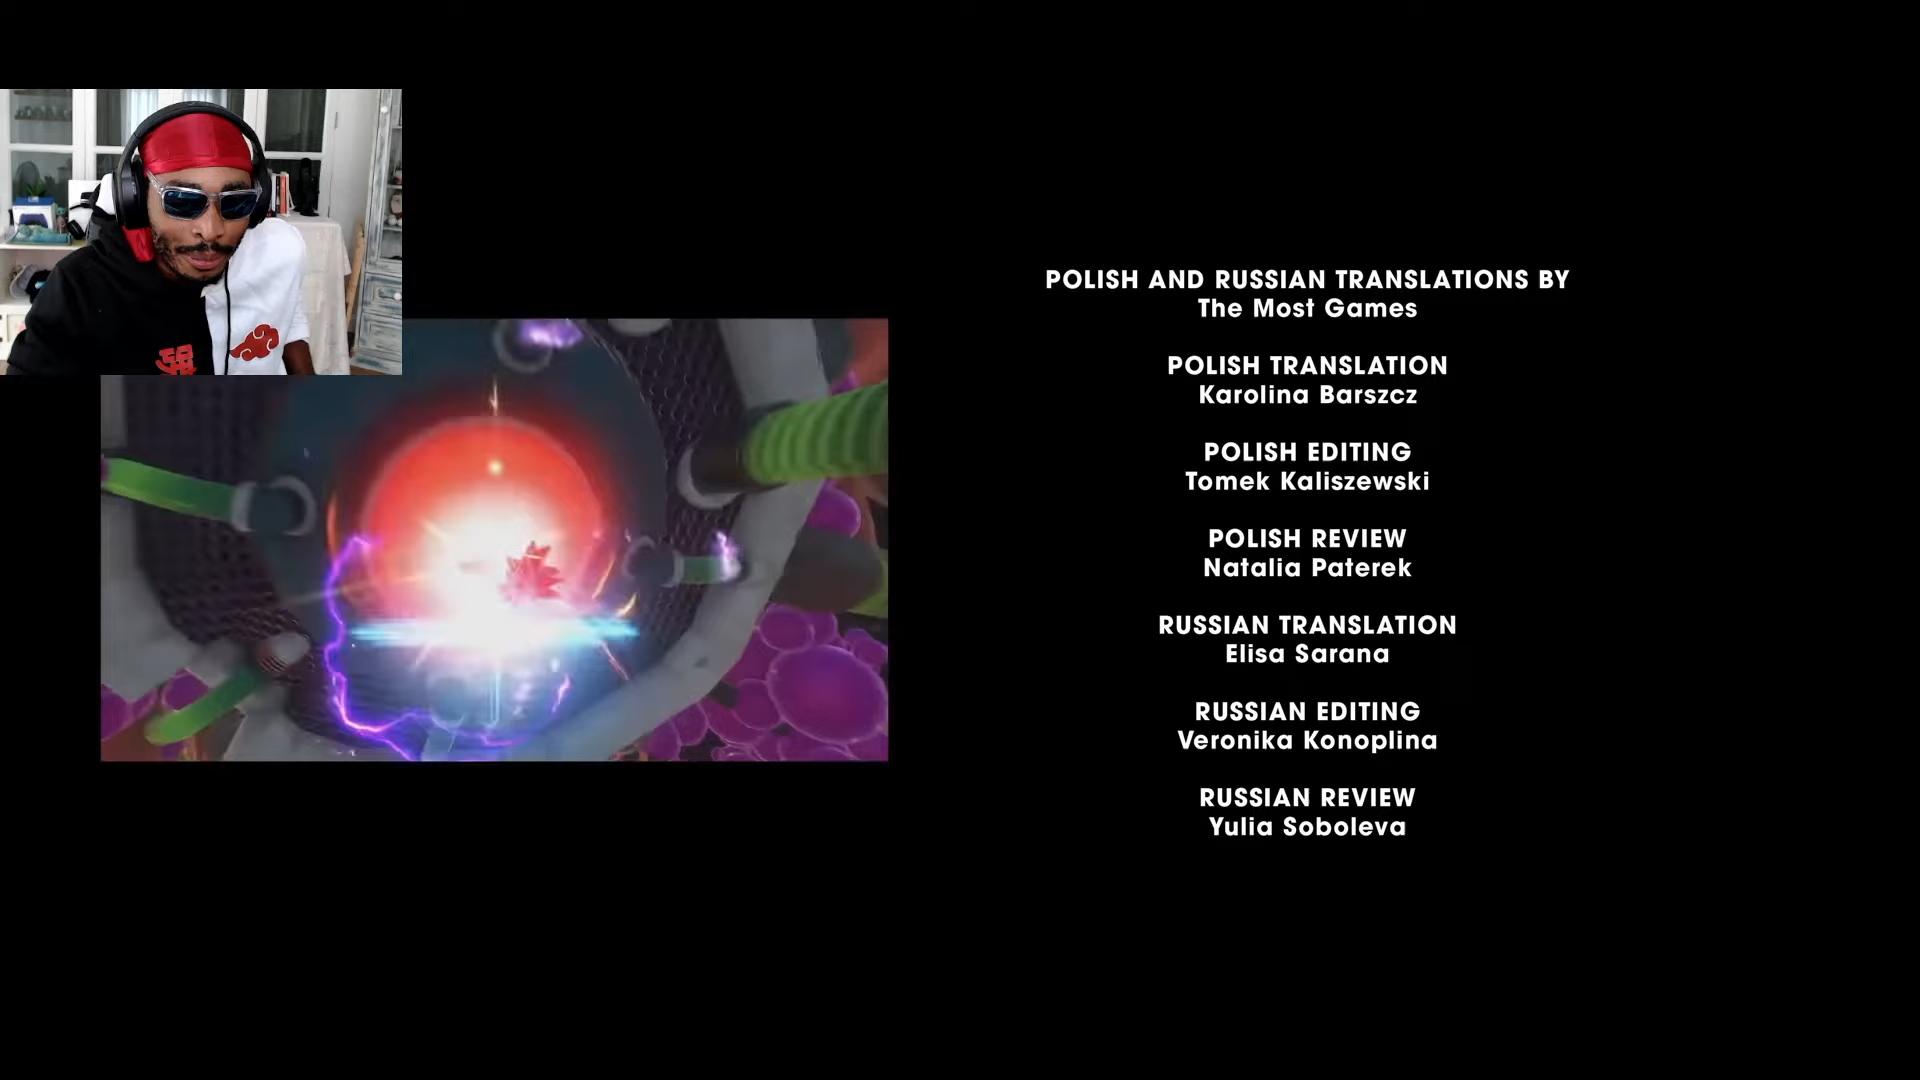 POLISH AND RUSSIAN TRANSLATIONS BY
The Most Games
POLISH TRANSLATION
Karolina Barszcz
POLISH EDITING
Tomek Kaliszewski
POLISH REVIEW
Natalia Paterek
RUSSIAN TRANSLATION
Elisa Sarana
RUSSIAN EDITING
Veronika Konoplina
RUSSIAN REVIEW
Yulia Soboleva